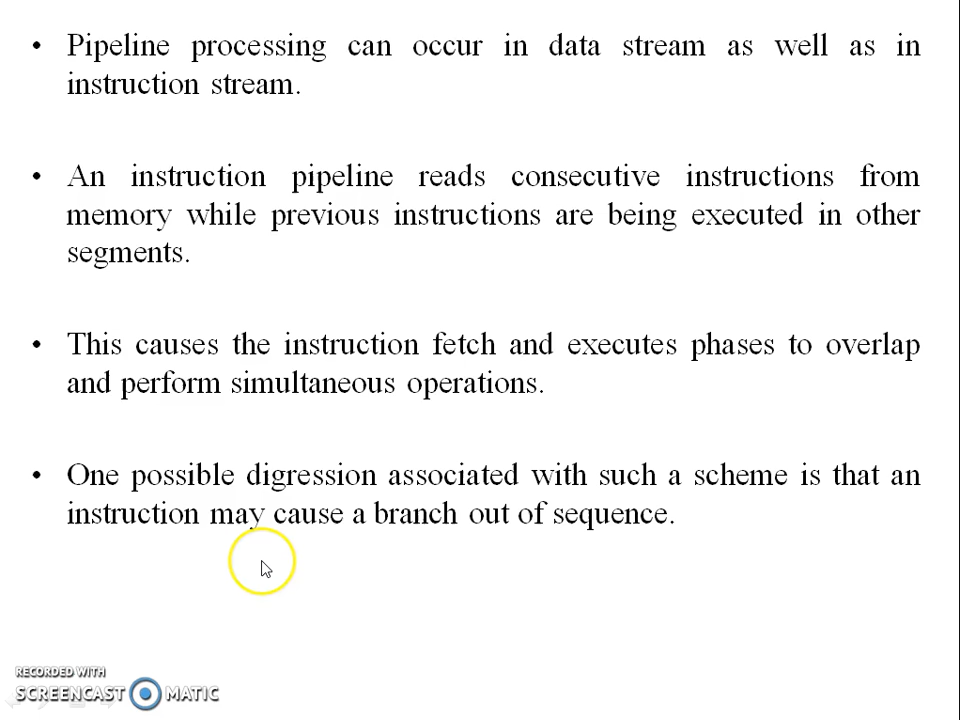 • Pipeline processing can occur in data stream as well as in
instruction stream.
• An instruction pipeline reads consecutive instructions from
memory while previous instructions are being executed in other
segments.
• This causes the instruction fetch and executes phases to overlap
and perform simultaneous operations.
• One possible digression associated with such a scheme is that an
instruction may cause a branch out of sequence.
RECORDED WITH
SCREENCAST MATIC